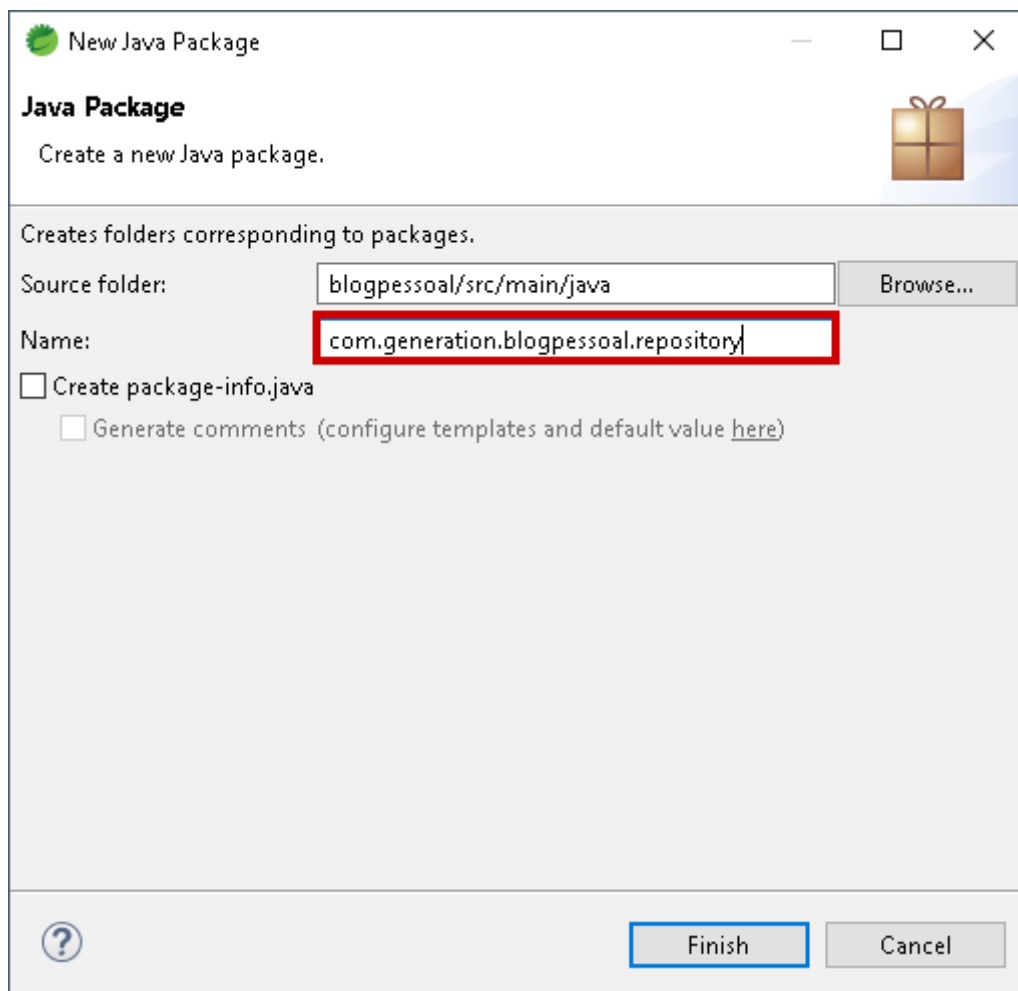 New Java Package
Java Package
Create a new Java package.
Creates folders corresponding to packages.
Source folder: blogpessoal/src/main/java Browse...
Name: com.generation.blogpessoal.repository
Create package-info.java
Generate comments (configure templates and default value here)
?
Finish Cancel